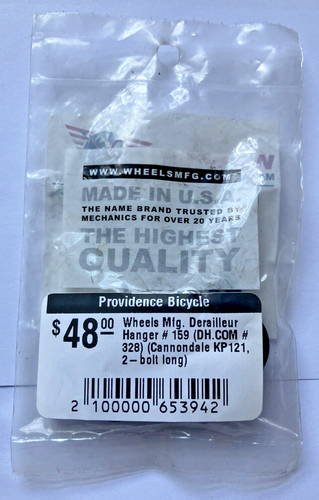 WWW.WHEELSMFG.COM
MADE IN U.S.A
THE NAME BRAND TRUSTED BY
MECHANICS FOR OVER 20 YEARS
THE HIGHEST
QUALITY
Providence Bicycle
$48.00
Wheels Mfg. Derailleur
Hanger # 159 (DH.COM #
328) (Cannondale KP121,
2-bolt long)
2 100000 653942